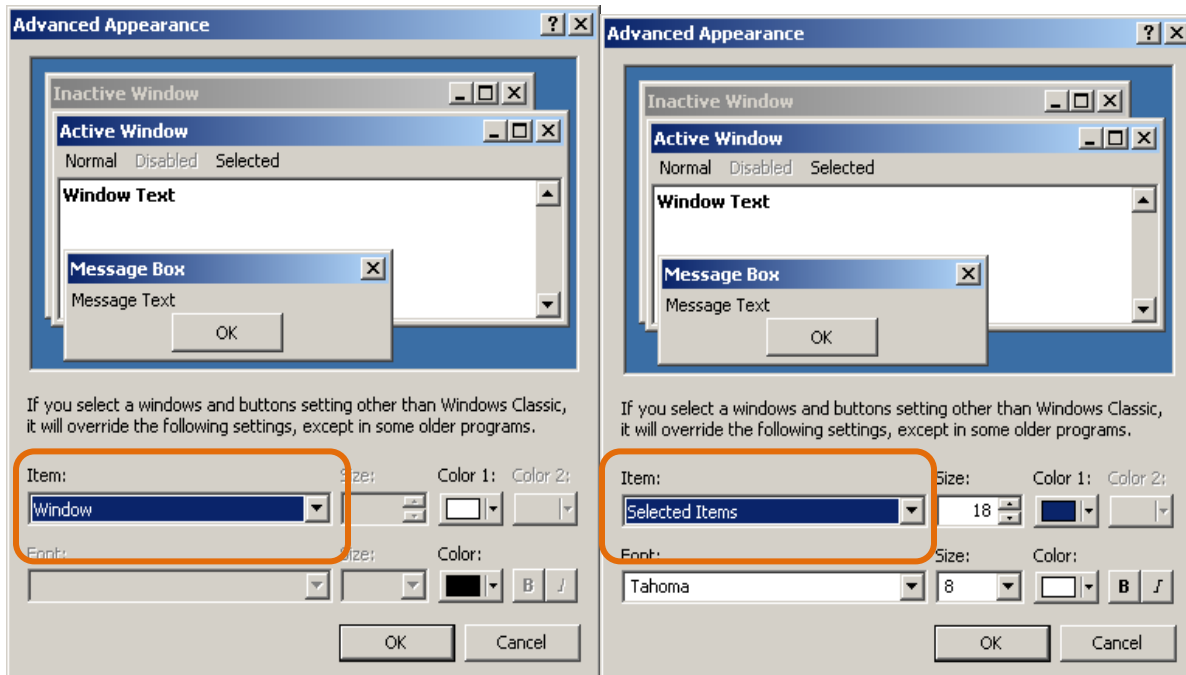 Advanced Appearance
Inactive Window
Active Window
Normal Disabled Selected
Window Text
Message Box
Message Text
OK
If you select a windows and buttons setting other than Windows Classic,
it will override the following settings, except in some older programs.
Item: Size: Color 1: Color 2:
Window
Font: Size: Color:
B I
OK Cancel
Advanced Appearance
Inactive Window
Active Window
Normal Disabled Selected
Window Text
Message Box
Message Text
OK
If you select a windows and buttons setting other than Windows Classic,
it will override the following settings, except in some older programs.
Item: Size: Color 1: Color 2:
Selected Items 18
Font: Size: Color:
Tahoma 8 B I
OK Cancel